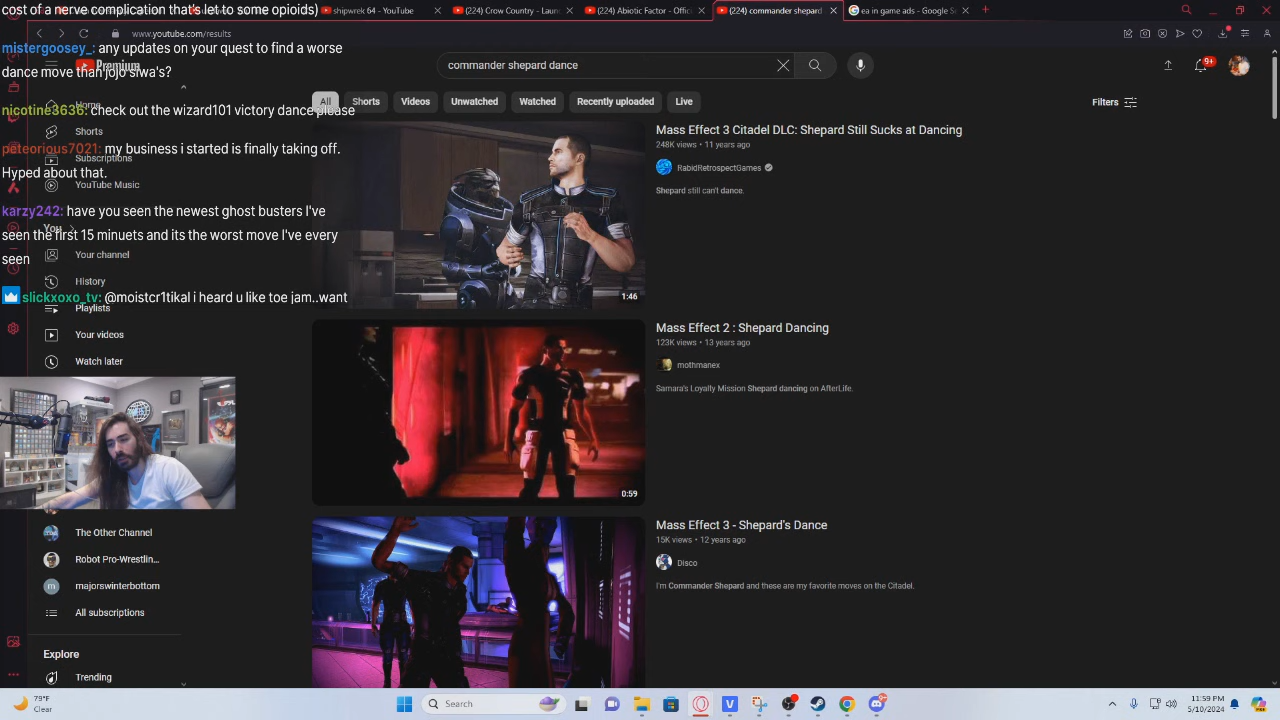 cost of a nerve complication thats let to some opioids)
shipwrek 64 - YouTube
(224) Crow Country - Laun
(224) Abiotic Factor - Offic
(224) commander shepard
ea in game ads - Google S
www.youtube.com/results
mistergoosey_: any updates on your quest to find a worse
dance move than jojo siwa's?
Premium
commander shepard dance
9+
nicotine3636: check out the wizard101 victory dance please
Home
All
Shorts
Videos
Unwatched
Watched
Recently uploaded
Live
Filters
Shorts
peteorious7021: my business i started is finally taking off.
Hyped about that.
Subscriptions
YouTube Music
karzy242: have you seen the newest ghost busters I've
seen the first 15 minuets and its the worst move I've every
seen
You
Your channel
History
slickxoxo_tv: @moistcr1tikal i heard u like toe jam..want
Playlists
Your videos
Watch later
The Other Channel
Robot Pro-Wrestlin...
m
majorswinterbottom
All subscriptions
Explore
Trending
1:46
Mass Effect 3 Citadel DLC: Shepard Still Sucks at Dancing
248K views • 11 years ago
RabidRetrospectGames
Shepard still can't dance.
0:59
Mass Effect 2 : Shepard Dancing
123K views • 13 years ago
mothmanex
Samara's Loyalty Mission Shepard dancing on AfterLife.
Mass Effect 3 - Shepard's Dance
15K views • 12 years ago
Disco
I'm Commander Shepard and these are my favorite moves on the Citadel.
79°F
Clear
Search
11:59 PM
5/10/2024